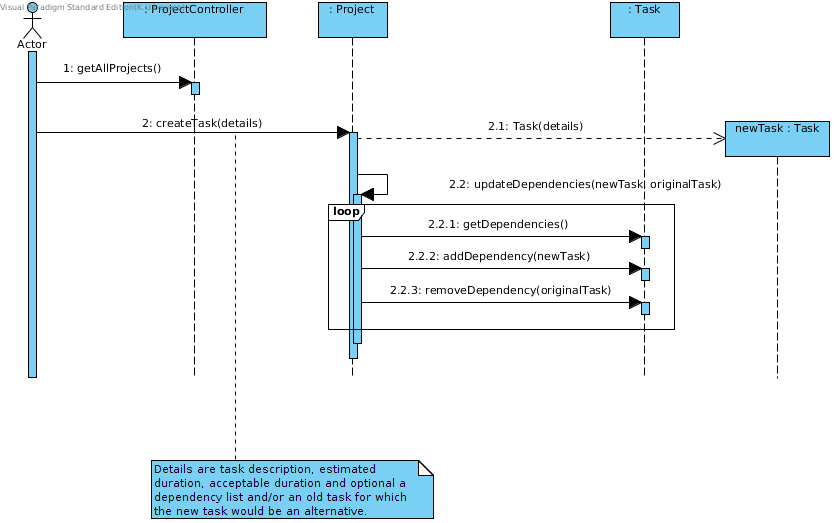 Visual Paradigm Standard Edition(K.U.
: ProjectController
: Project
: Task
Actor
1: getAllProjects()
2: createTask(details)
2.1: Task(details)
newTask : Task
2.2: updateDependencies(newTask, originalTask)
loop
2.2.1: getDependencies()
2.2.2: addDependency(newTask)
2.2.3: removeDependency(originalTask)
Details are task description, estimated
duration, acceptable duration and optional a
dependency list and/or an old task for which
the new task would be an alternative.